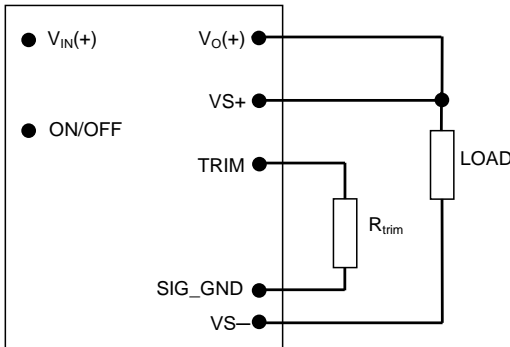 V_IN(+)
V_O(+)
VS+
ON/OFF
LOAD
TRIM
R_trim
SIG_GND
VS─